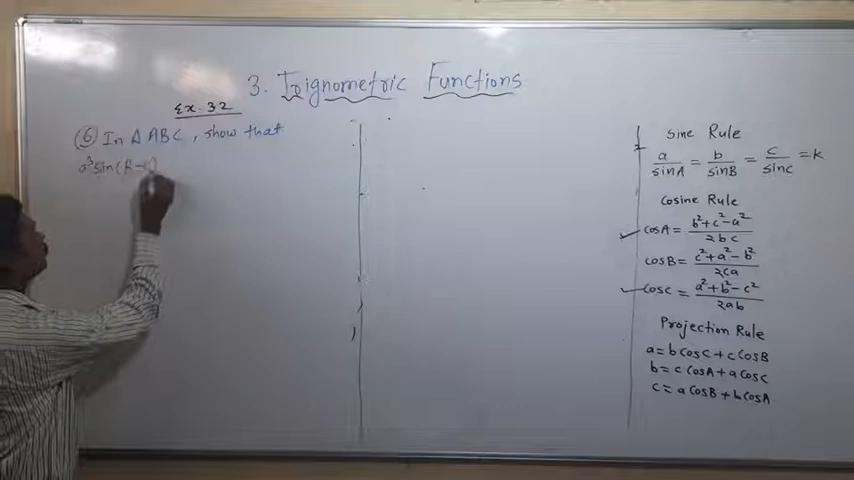 3. Trignometric Functions
Ex. 32
(6) In Δ ABC, show that
a³ sin(B-C)
sine Rule
a/sinA = b/sinB = c/sinc = k
Cosine Rule
cosA = b²+c²-a²/2bc
cosB = c²+a²-b²/2ca
cosc = a²+b²-c²/2ab
Projection Rule
a = b cosC + c CosB
b = c cosA + a cosc
c = a cosB + b cosA